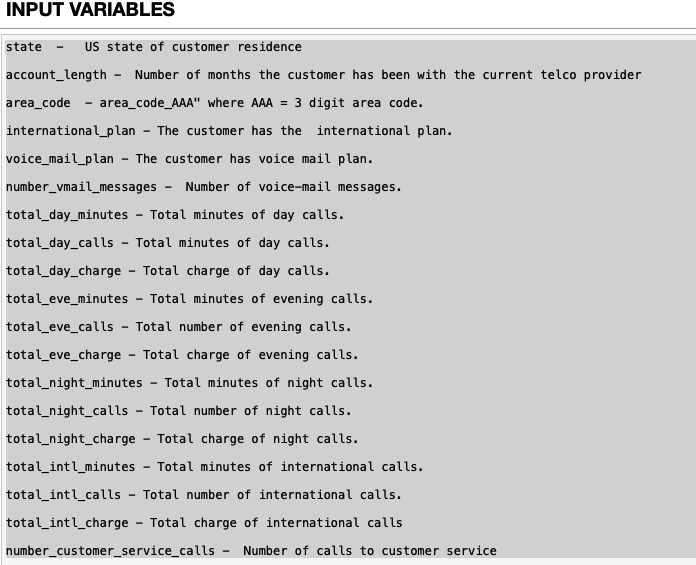 INPUT VARIABLES
state – US state of customer residence
account_length – Number of months the customer has been with the current telco provider
area_code – area_code_AAA" where AAA = 3 digit area code.
international_plan – The customer has the international plan.
voice_mail_plan – The customer has voice mail plan.
number_vmail_messages – Number of voice-mail messages.
total_day_minutes – Total minutes of day calls.
total_day_calls – Total minutes of day calls.
total_day_charge – Total charge of day calls.
total_eve_minutes – Total minutes of evening calls.
total_eve_calls – Total number of evening calls.
total_eve_charge – Total charge of evening calls.
total_night_minutes – Total minutes of night calls.
total_night_calls – Total number of night calls.
total_night_charge – Total charge of night calls.
total_intl_minutes – Total minutes of international calls.
total_intl_calls – Total number of international calls.
total_intl_charge – Total charge of international calls
number_customer_service_calls – Number of calls to customer service